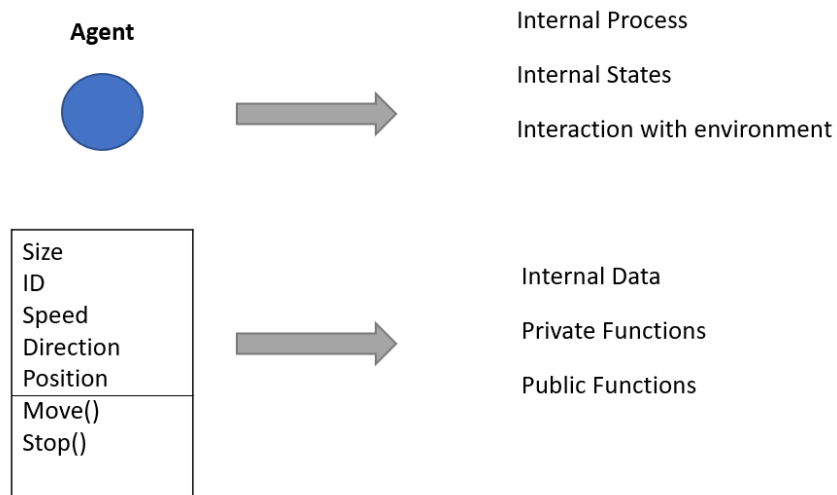 Agent
Internal Process
Internal States
Interaction with environment
Size
ID
Speed
Direction
Position
Move()
Stop()
Internal Data
Private Functions
Public Functions